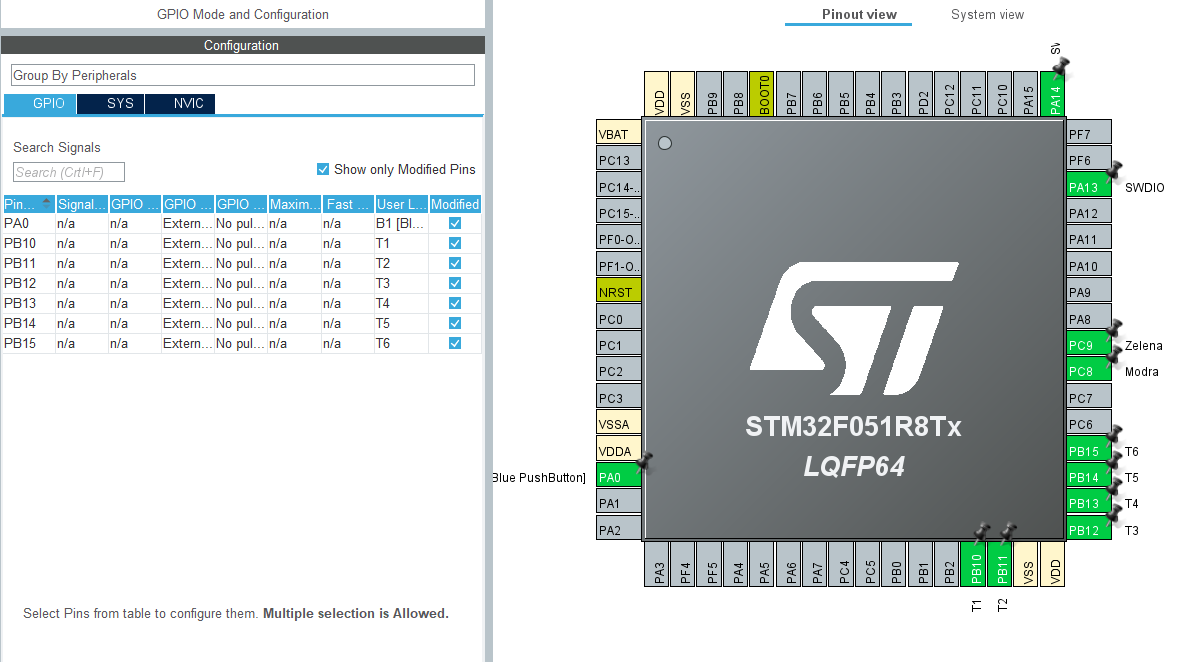 GPIO Mode and Configuration
Configuration
Group By Peripherals
GPIO SYS NVIC
Search Signals
Search (Crtl+F)
Show only Modified Pins
Pin... Signal... GPIO ... GPIO ... GPIO ... Maxim... Fast ... User L... Modified
PA0 n/a n/a Extern... No pul... n/a n/a B1 [Bl...
PB10 n/a n/a Extern... No pul... n/a n/a T1
PB11 n/a n/a Extern... No pul... n/a n/a T2
PB12 n/a n/a Extern... No pul... n/a n/a T3
PB13 n/a n/a Extern... No pul... n/a n/a T4
PB14 n/a n/a Extern... No pul... n/a n/a T5
PB15 n/a n/a Extern... No pul... n/a n/a T6
Select Pins from table to configure them. Multiple selection is Allowed.
Pinout view System view
SW
VDD VSS PB9 PB8 BOOT0 PB7 PB6 PB5 PB4 PB3 PD2 PC12 PC11 PC10 PA15 PA14
VBAT
PC13
PC14-..
PC15-..
PF0-O..
PF1-O..
NRST
PC0
PC1
PC2
PC3
VSSA
VDDA
Blue PushButton] PA0
PA1
PA2
ST
STM32F051R8Tx
LQFP64
PF7
PF6
PA13 SWDIO
PA12
PA11
PA10
PA9
PA8
PC9 Zelena
PC8 Modra
PC7
PC6
PB15 T6
PB14 T5
PB13 T4
PB12 T3
PA3 PF4 PF5 PA4 PA5 PA6 PA7 PC4 PC5 PB0 PB1 PB2 PB10 PB11 VSS VDD
T1 T2